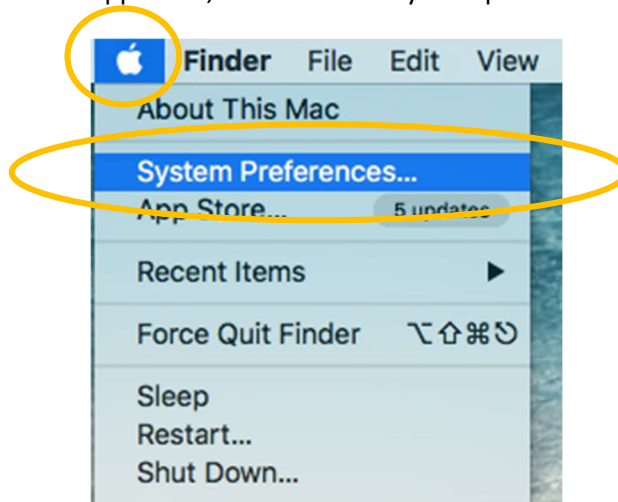 Finder File Edit View
About This Mac
System Preferences...
App Store... 5 updates
Recent Items ▶
Force Quit Finder ⌥⇧⌘⎋
Sleep
Restart...
Shut Down...